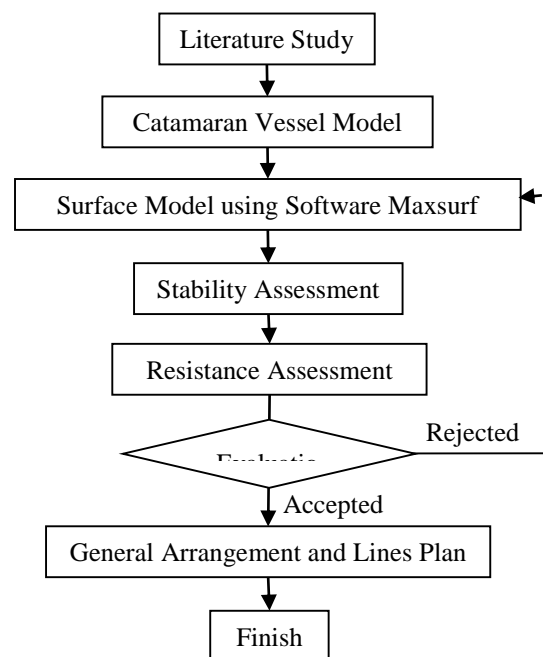 Literature Study
Catamaran Vessel Model
Surface Model using Software Maxsurf
Stability Assessment
Resistance Assessment
Rejected
Accepted
General Arrangement and Lines Plan
Finish